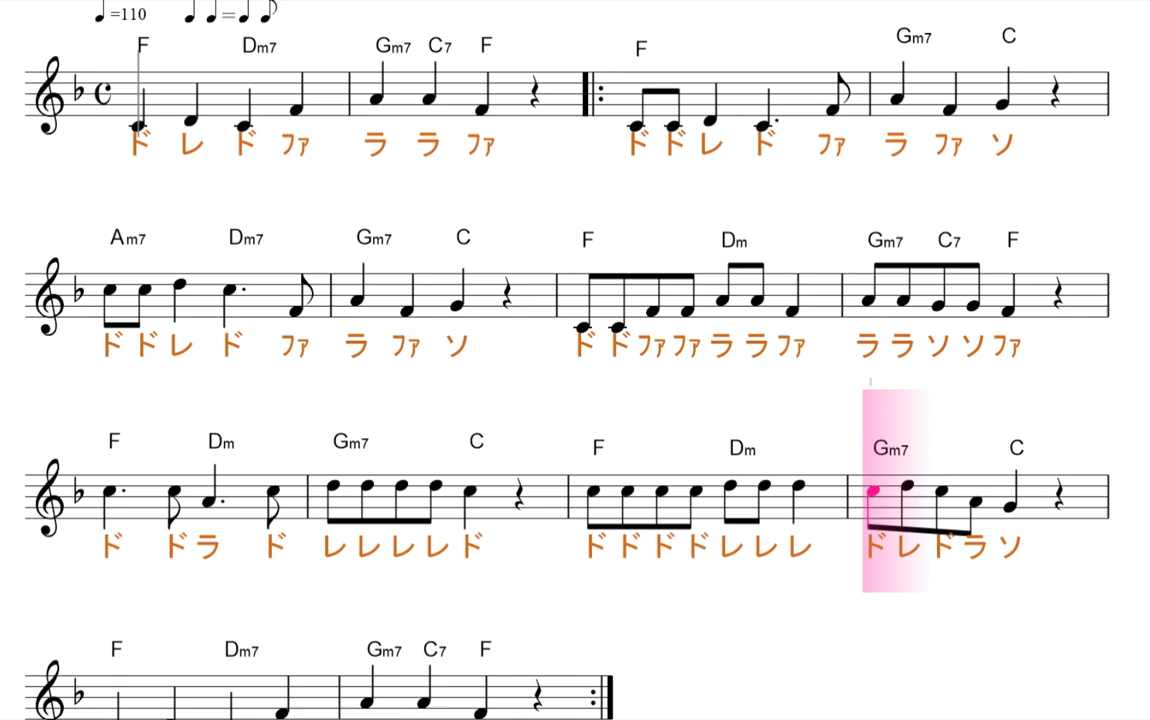 =110 =
F Dm7 Gm7 C7 F F Gm7 C
ド レ ド ファ ラ ラ ファ ド ド レ ド ファ ラ ファ ソ
Am7 Dm7 Gm7 C F Dm Gm7 C7 F
ド ド レ ド ファ ラ ファ ソ ド ド ファ ファ ラ ラ ファ ラ ラ ソ ソ ファ
F Dm Gm7 C F Dm Gm7 C
ド ド ラ ド レ レ レ レ ド ド ド ド ド レ レ レ ド レ ド ラ ソ
F Dm7 Gm7 C7 F